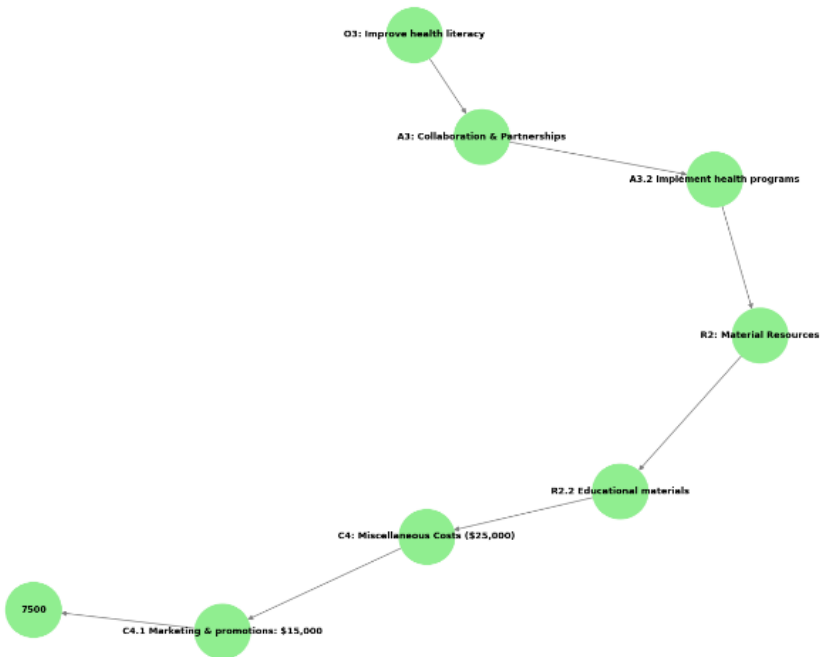 O3: Improve health literacy
A3: Collaboration & Partnerships
A3.2 Implement health programs
R2: Material Resources
R2.2 Educational materials
C4: Miscellaneous Costs ($25,000)
7500
C4.1 Marketing & promotions: $15,000